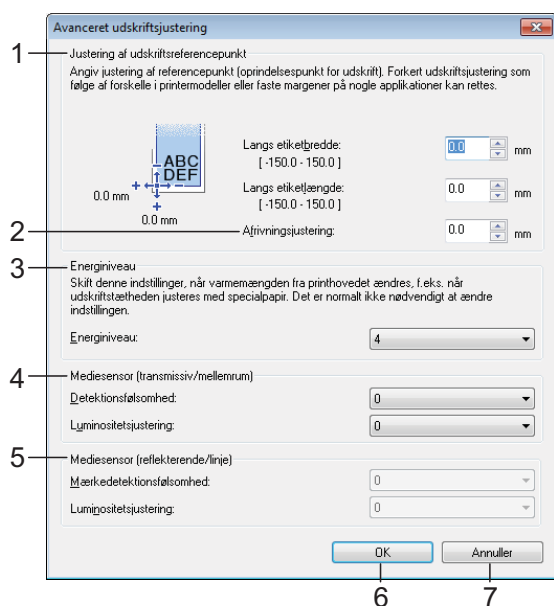 Avanceret udskriftsjustering
1
Justering af udskriftsreferencepunkt
Angiv justering af referencepunkt (oprindelsespunkt for udskrift). Forkert udskriftsjustering som
følge af forskelle i printermodeller eller faste margener på nogle applikationer kan rettes.
ABC
DEF
0.0 mm
0.0 mm
Langs etiketbredde:
[ -150.0 - 150.0 ]
0.0 mm
Langs etiketlængde:
[ -150.0 - 150.0 ]
0.0 mm
2
Afrivningsjustering:
0.0 mm
3
Energiniveau
Skift denne indstillinger, når varmemængden fra printhovedet ændres, f.eks. når
udskriftstætheden justeres med specialpapir. Det er normalt ikke nødvendigt at ændre
indstillingen.
Energiniveau:
4
4
Mediesensor (transmissiv/mellemrum)
Detektionsfølsomhed:
0
Luminositetsjustering:
0
5
Mediesensor (reflekterende/linje)
Mærkedetektionsfølsomhed:
0
Luminositetsjustering:
0
OK
Annuller
6
7